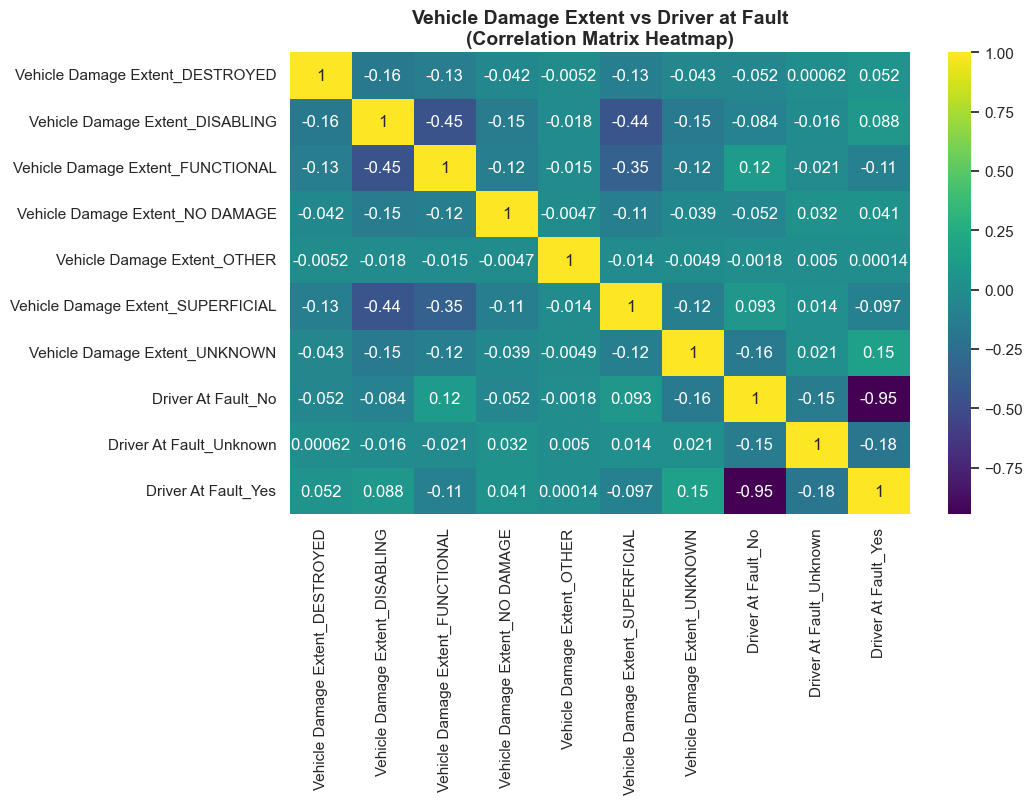 Vehicle Damage Extent vs Driver at Fault
(Correlation Matrix Heatmap)
Vehicle Damage Extent_DESTROYED 1 -0.16 -0.13 -0.042 -0.0052 -0.13 -0.043 -0.052 0.00062 0.052
Vehicle Damage Extent_DISABLING -0.16 1 -0.45 -0.15 -0.018 -0.44 -0.15 -0.084 -0.016 0.088
Vehicle Damage Extent_FUNCTIONAL -0.13 -0.45 1 -0.12 -0.015 -0.35 -0.12 0.12 -0.021 -0.11
Vehicle Damage Extent_NO DAMAGE -0.042 -0.15 -0.12 1 -0.0047 -0.11 -0.039 -0.052 0.032 0.041
Vehicle Damage Extent_OTHER -0.0052 -0.018 -0.015 -0.0047 1 -0.014 -0.0049 -0.0018 0.005 0.00014
Vehicle Damage Extent_SUPERFICIAL -0.13 -0.44 -0.35 -0.11 -0.014 1 -0.12 0.093 0.014 -0.097
Vehicle Damage Extent_UNKNOWN -0.043 -0.15 -0.12 -0.039 -0.0049 -0.12 1 -0.16 0.021 0.15
Driver At Fault_No -0.052 -0.084 0.12 -0.052 -0.0018 0.093 -0.16 1 -0.15 -0.95
Driver At Fault_Unknown 0.00062 -0.016 -0.021 0.032 0.005 0.014 0.021 -0.15 1 -0.18
Driver At Fault_Yes 0.052 0.088 -0.11 0.041 0.00014 -0.097 0.15 -0.95 -0.18 1
Vehicle Damage Extent_DESTROYED
Vehicle Damage Extent_DISABLING
Vehicle Damage Extent_FUNCTIONAL
Vehicle Damage Extent_NO DAMAGE
Vehicle Damage Extent_OTHER
Vehicle Damage Extent_SUPERFICIAL
Vehicle Damage Extent_UNKNOWN
Driver At Fault_No
Driver At Fault_Unknown
Driver At Fault_Yes
1.00
0.75
0.50
0.25
0.00
−0.25
−0.50
−0.75